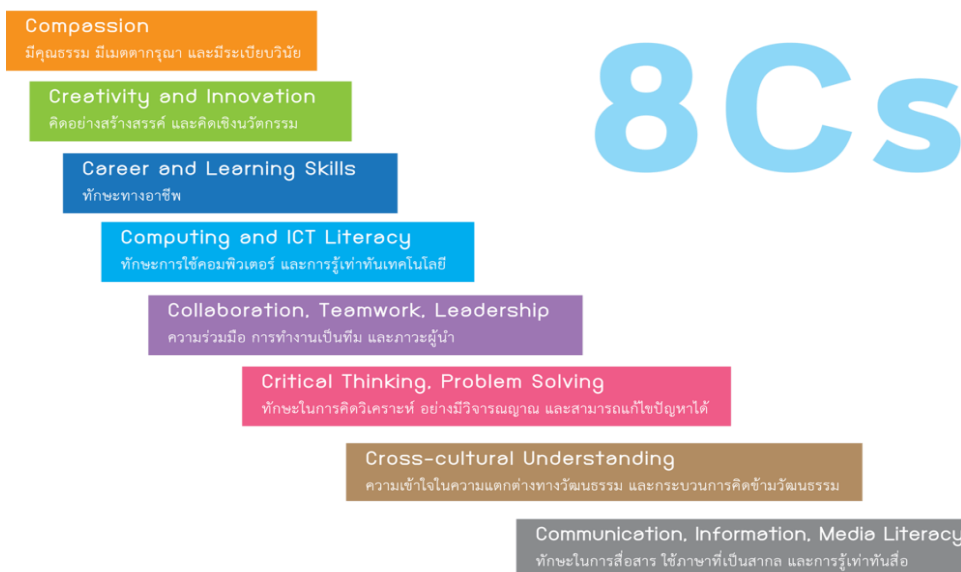 8Cs
Compassion
มีคุณธรรม มีเมตตากรุณา และมีระเบียบวินัย
Creativity and Innovation
คิดอย่างสร้างสรรค์ และคิดเชิงนวัตกรรม
Career and Learning Skills
ทักษะทางอาชีพ
Computing and ICT Literacy
ทักษะการใช้คอมพิวเตอร์ และการรู้เท่าทันเทคโนโลยี
Collaboration, Teamwork, Leadership
ความร่วมมือ การทำงานเป็นทีม และภาวะผู้นำ
Critical Thinking, Problem Solving
ทักษะในการคิดวิเคราะห์ อย่างมีวิจารณญาณ และสามารถแก้ไขปัญหาได้
Cross-cultural Understanding
ความเข้าใจในความแตกต่างทางวัฒนธรรม และกระบวนการคิดข้ามวัฒนธรรม
Communication, Information, Media Literacy
ทักษะในการสื่อสาร ใช้ภาษาที่เป็นสากล และการรู้เท่าทันสื่อ